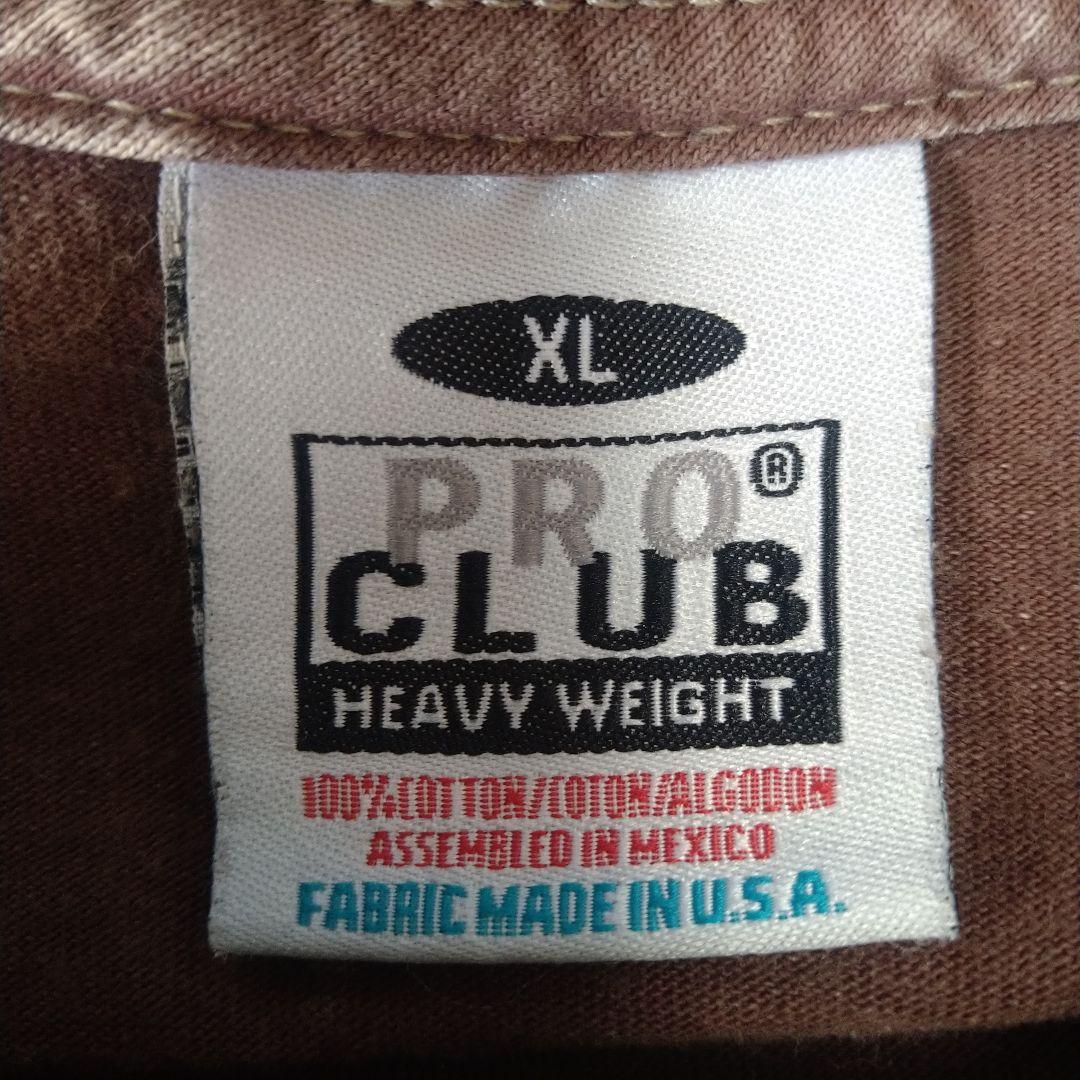 XL
PRO®
CLUB
HEAVY WEIGHT
100%COTTON/COTON/ALGODON
ASSEMBLED IN MEXICO
FABRIC MADE IN U.S.A.